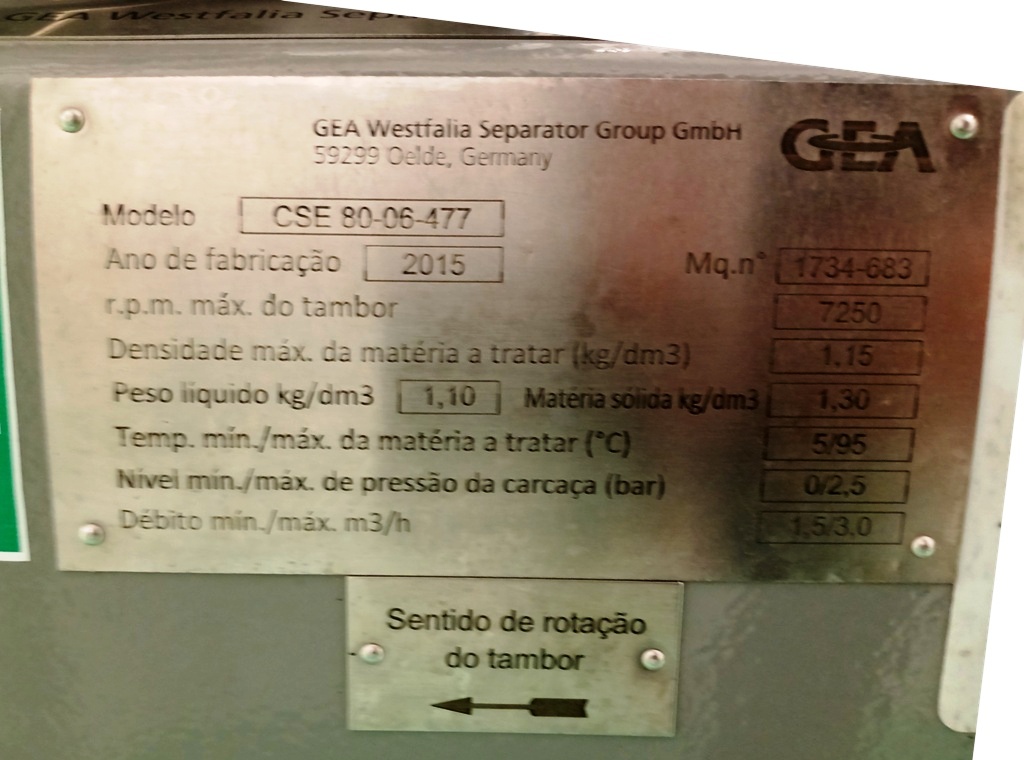 GEA Westfalia Sepa
GEA Westfalia Separator Group GmbH
59299 Oelde, Germany
GEA
Modelo CSE 80-06-477
Ano de fabricação 2015 Mq.n° 1734-683
r.p.m. máx. do tambor 7250
Densidade máx. da matéria a tratar (kg/dm3) 1,15
Peso líquido kg/dm3 1,10 Matéria sólida kg/dm3 1,30
Temp. mín./máx. da matéria a tratar (°C) 5/95
Nível mín./máx. de pressão da carcaça (bar) 0/2,5
Débito mín./máx. m3/h 1,5/3,0
Sentido de rotação
do tambor